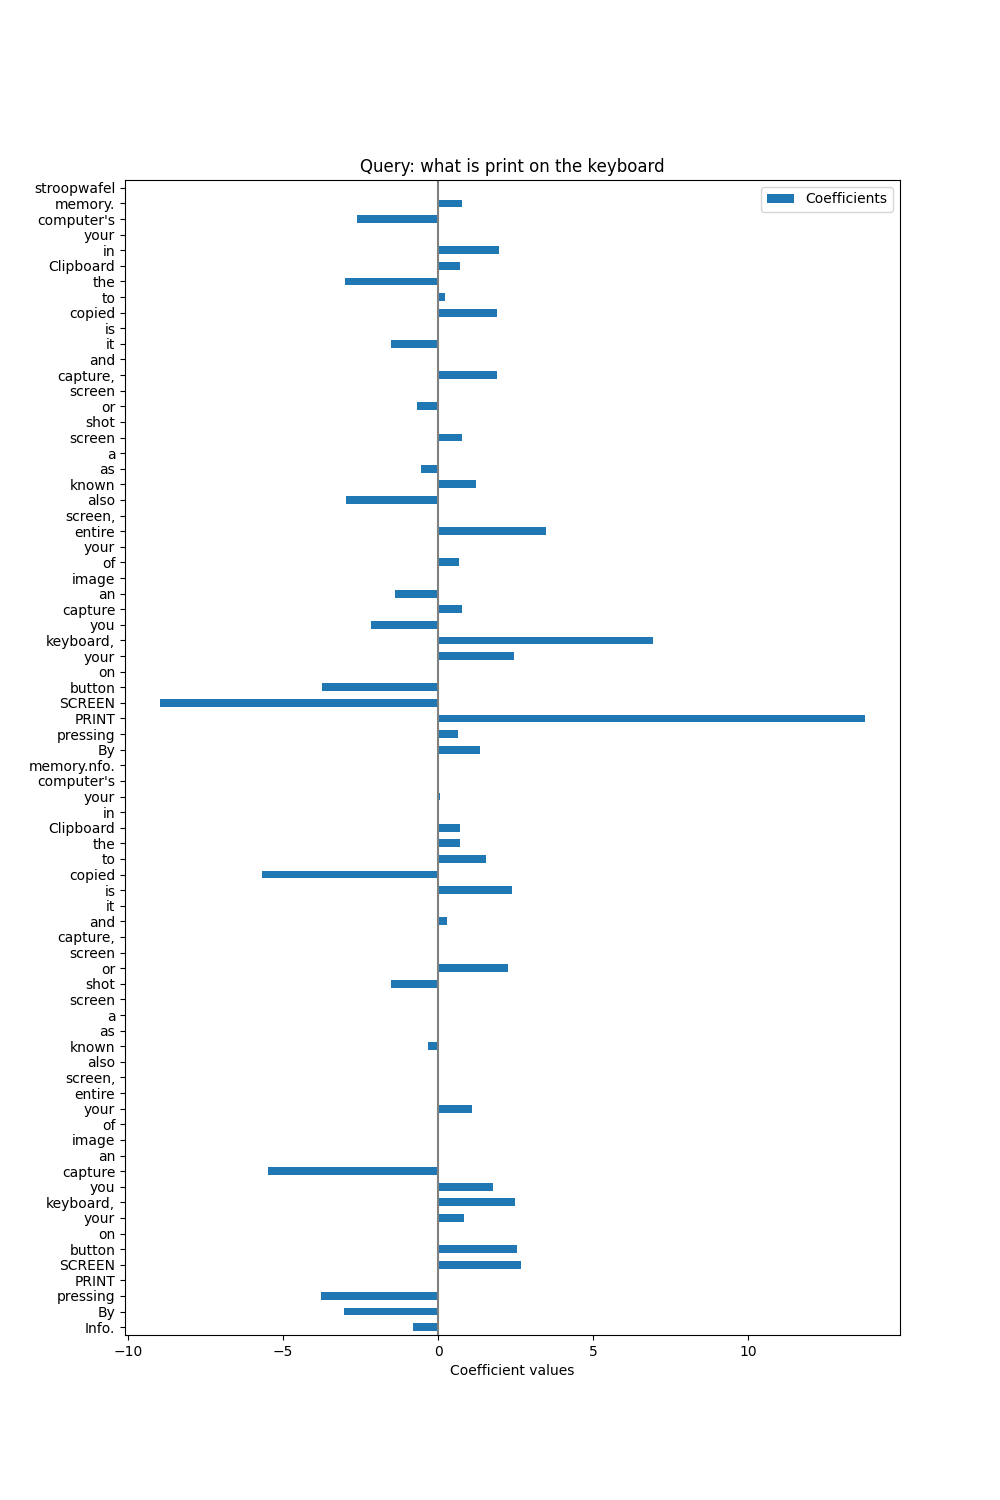 Query: what is print on the keyboard
Coefficients
stroopwafel
memory.
computer's
your
in
Clipboard
the
to
copied
is
it
and
capture,
screen
or
shot
screen
a
as
known
also
screen,
entire
your
of
image
an
capture
you
keyboard,
your
on
button
SCREEN
PRINT
pressing
By
memory.nfo.
computer's
your
in
Clipboard
the
to
copied
is
it
and
capture,
screen
or
shot
screen
a
as
known
also
screen,
entire
your
of
image
an
capture
you
keyboard,
your
on
button
SCREEN
PRINT
pressing
By
Info.
−10 −5 0 5 10
Coefficient values